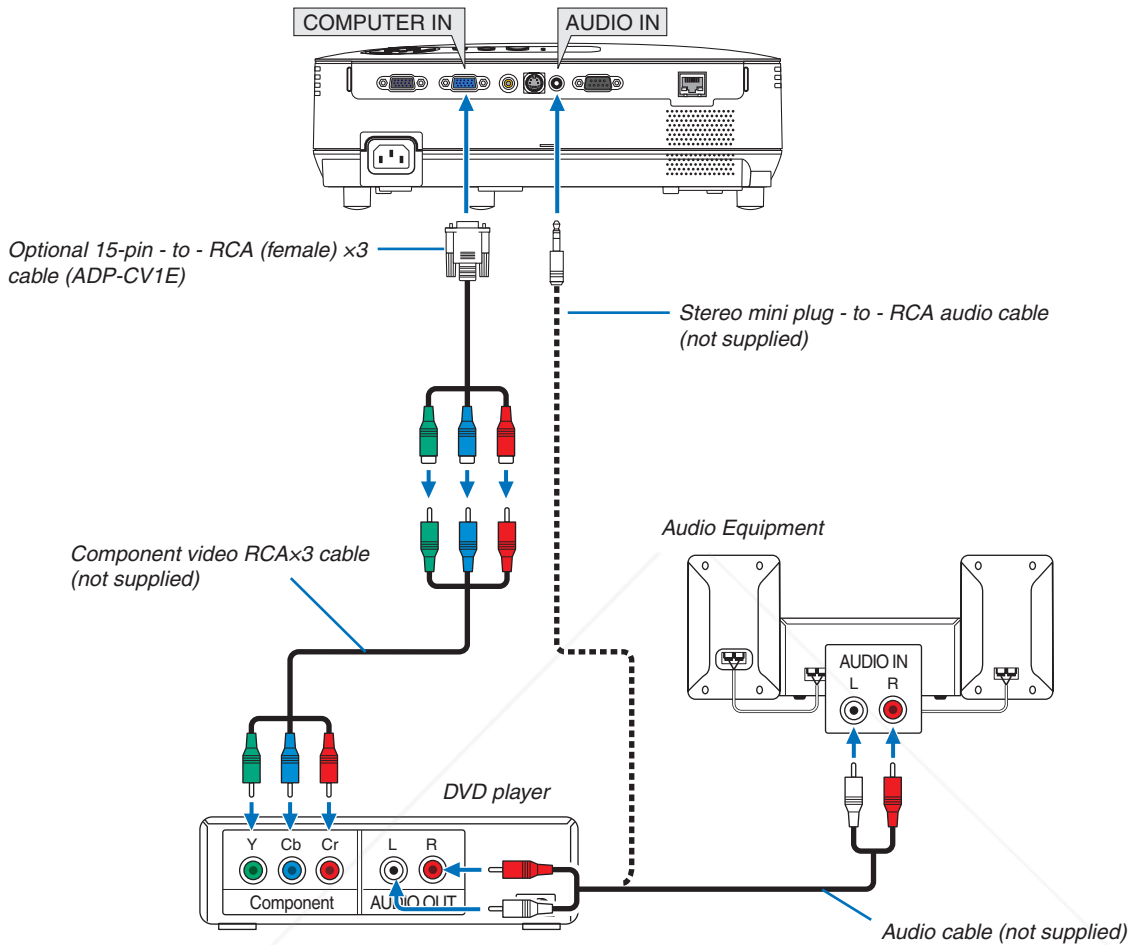 COMPUTER IN
AUDIO IN
Optional 15-pin - to - RCA (female) ×3
cable (ADP-CV1E)
Stereo mini plug - to - RCA audio cable
(not supplied)
Component video RCA×3 cable
(not supplied)
Audio Equipment
AUDIO IN
L R
DVD player
Y Cb Cr
L R
Component
AUDIO OUT
Audio cable (not supplied)